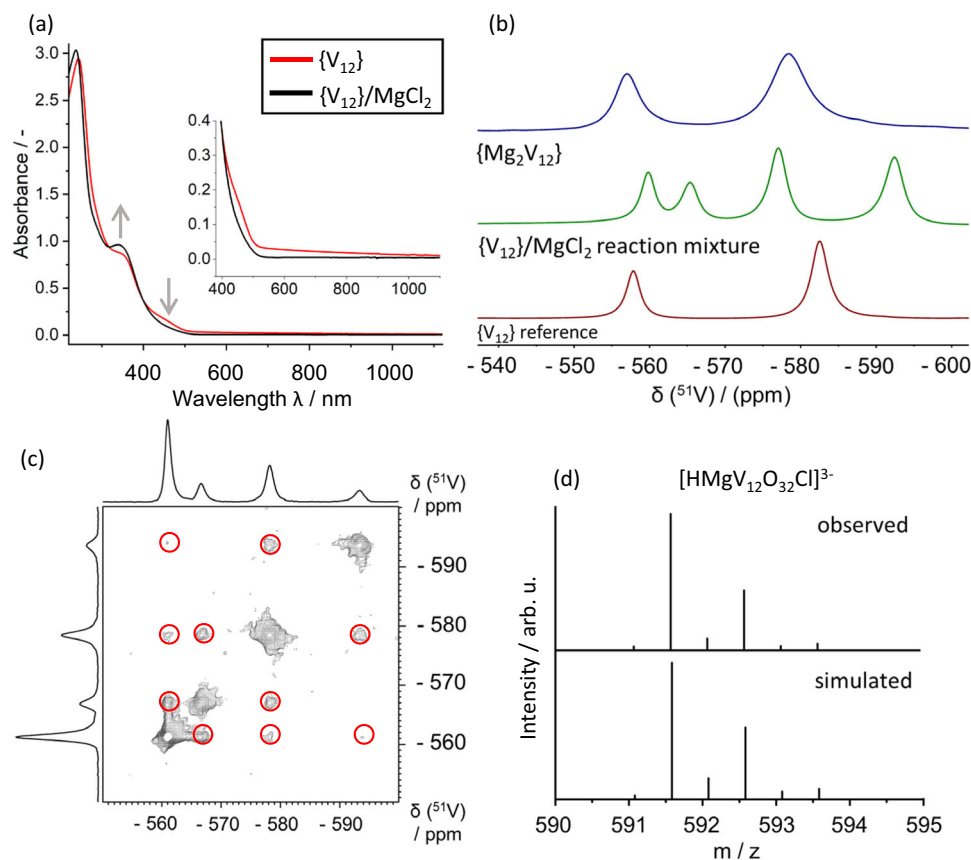 (a)
{V₁₂}
{V₁₂}/MgCl₂
3.0
2.5
2.0
1.5
1.0
0.5
0.0
Absorbance / -
0.4
0.3
0.2
0.1
0.0
400 600 800 1000
400 600 800 1000
Wavelength λ / nm
(b)
{Mg₂V₁₂}
{V₁₂}/MgCl₂ reaction mixture
{V₁₂} reference
- 540 - 550 - 560 - 570 - 580 - 590 - 600
δ (⁵¹V) / (ppm)
(c)
δ (⁵¹V)
/ ppm
- 590
- 580
- 570
- 560
- 560 - 570 - 580 - 590
δ (⁵¹V)
/ ppm
(d)
[HMgV₁₂O₃₂Cl]³⁻
observed
simulated
Intensity / arb. u.
590 591 592 593 594 595
m / z